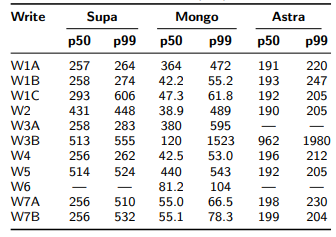 Write Supa Mongo Astra
p50 p99 p50 p99 p50 p99
W1A 257 264 364 472 191 220
W1B 258 274 42.2 55.2 193 247
W1C 293 606 47.3 61.8 192 205
W2 431 448 38.9 489 190 205
W3A 258 283 380 595 — —
W3B 513 555 120 1523 962 1980
W4 256 262 42.5 53.0 196 212
W5 514 524 440 543 192 205
W6 — — 81.2 104 — —
W7A 256 510 55.0 66.5 198 230
W7B 256 532 55.1 78.3 199 204